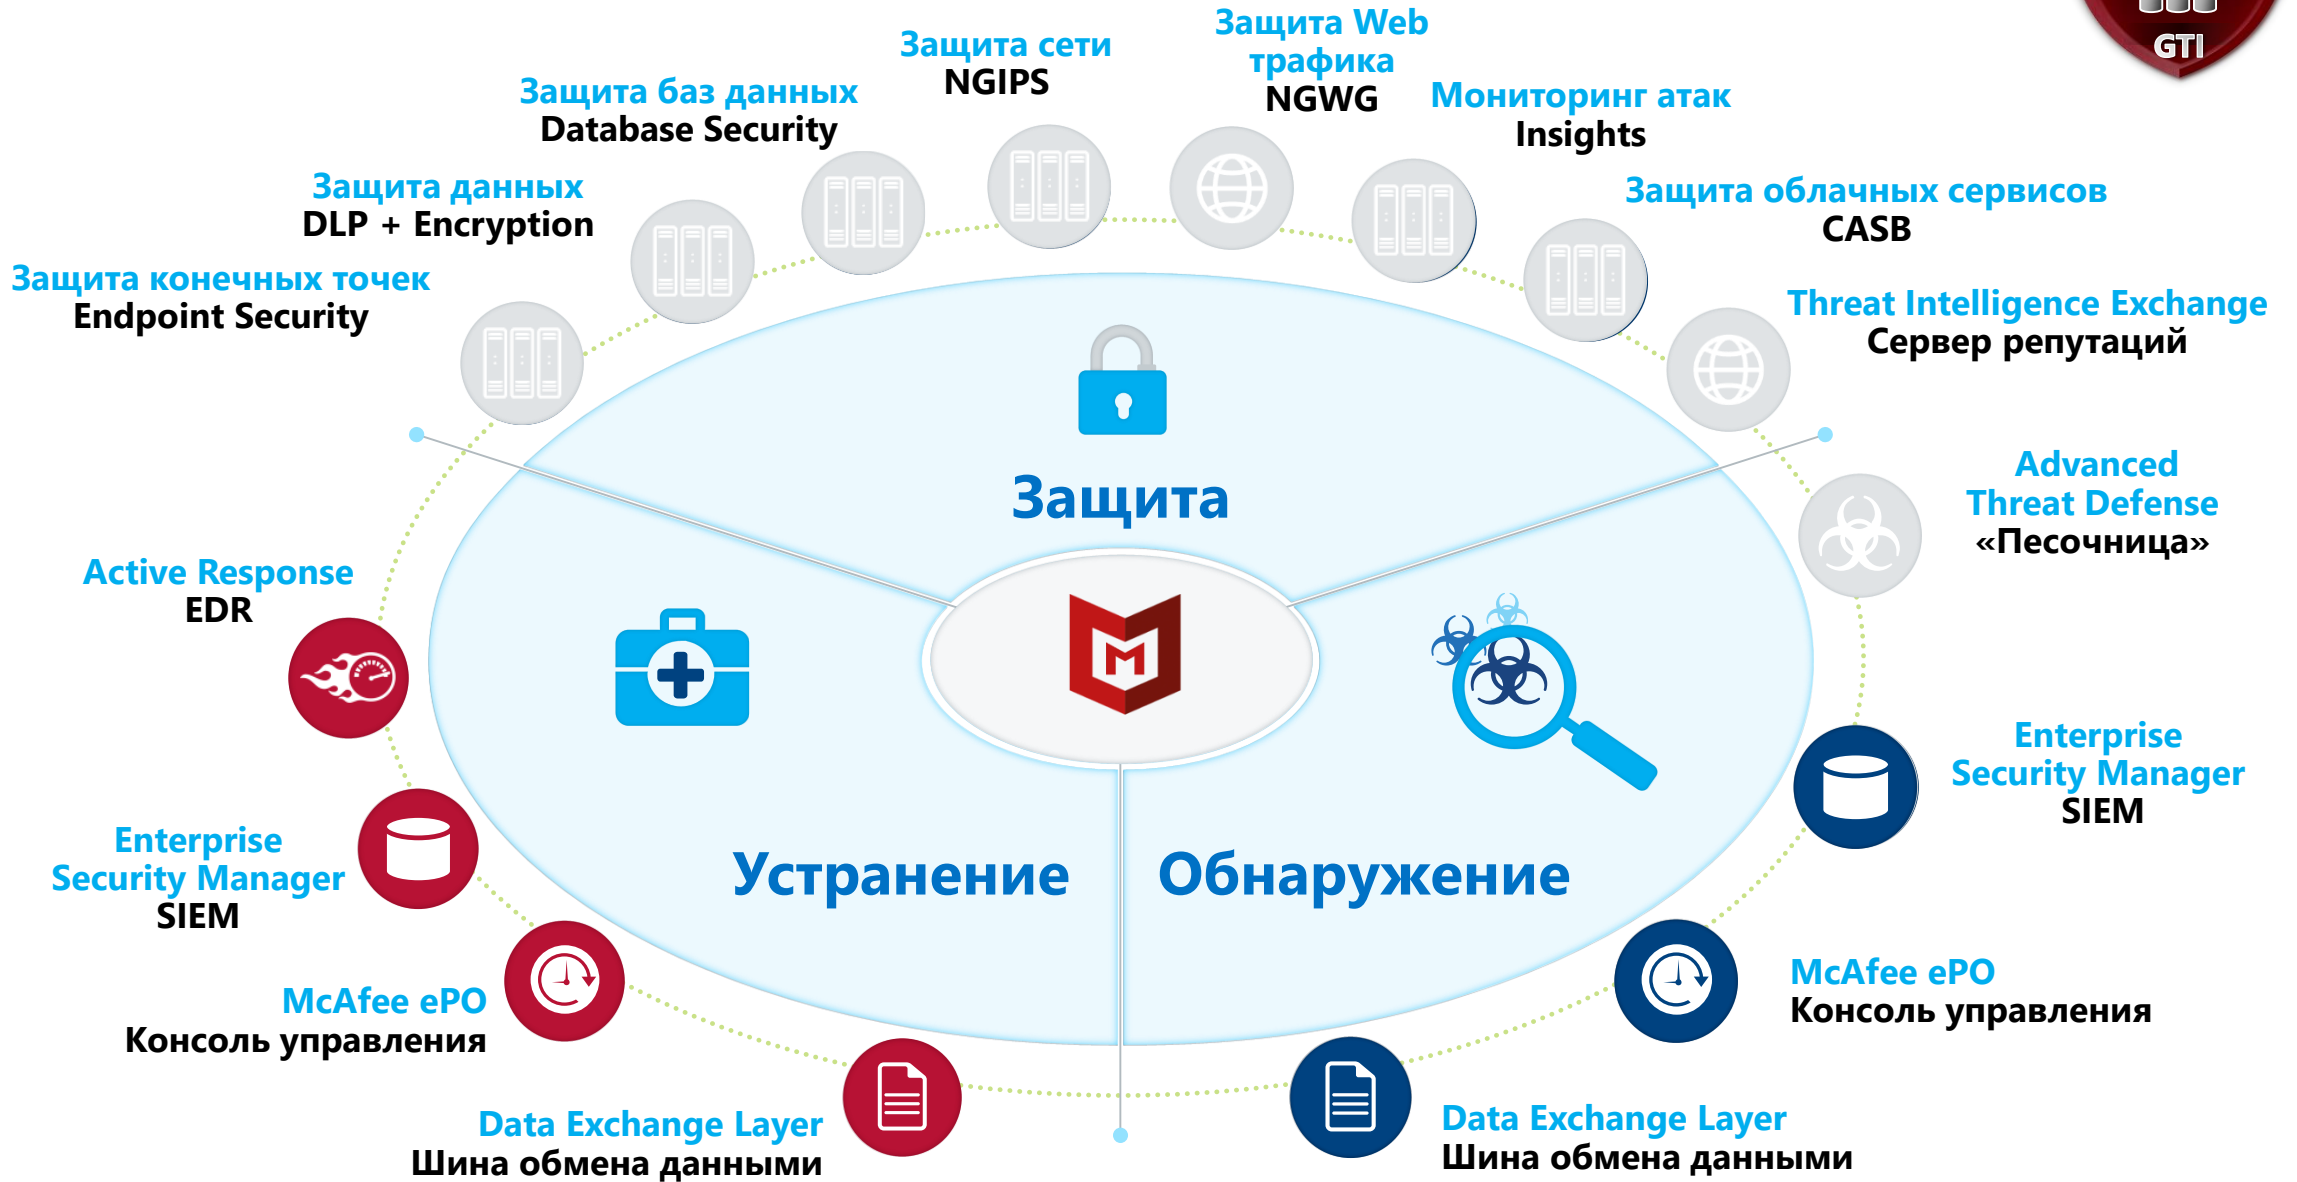 GTI
Защита Web
трафика
NGWG
Защита сети
NGIPS
Защита баз данных
Database Security
Мониторинг атак
Insights
Защита данных
DLP + Encryption
Защита облачных сервисов
CASB
Защита конечных точек
Endpoint Security
Threat Intelligence Exchange
Сервер репутаций
Защита
Advanced
Threat Defense
«Песочница»
Active Response
EDR
M
Enterprise
Security Manager
SIEM
Enterprise
Security Manager
SIEM
Устранение
Обнаружение
McAfee ePO
Консоль управления
McAfee ePO
Консоль управления
Data Exchange Layer
Шина обмена данными
Data Exchange Layer
Шина обмена данными